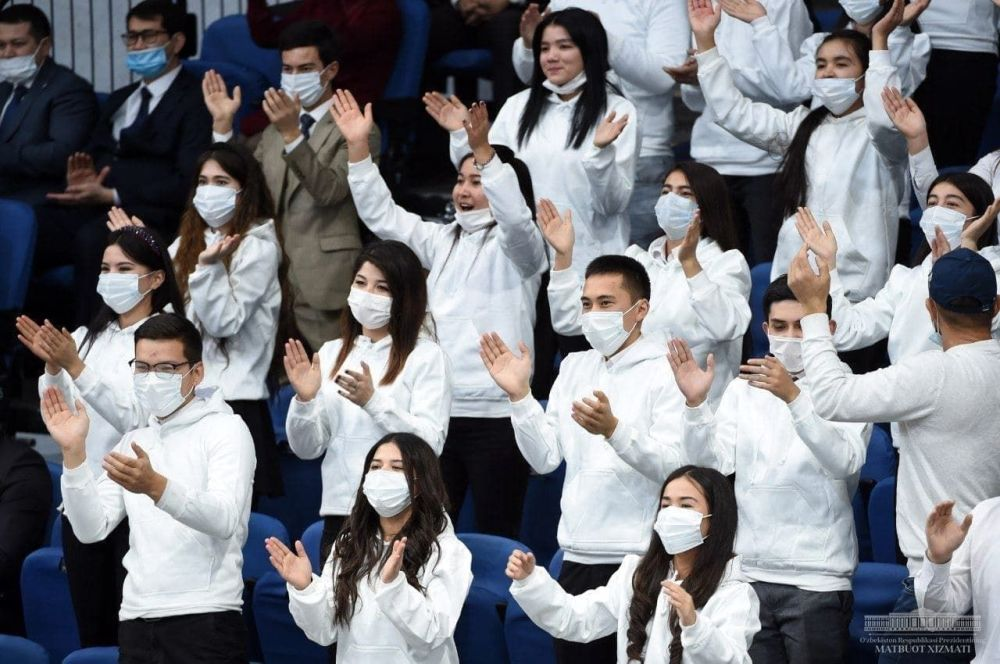 O'zbekiston Respublikasi Prezidentining
MATBUOT XIZMATI